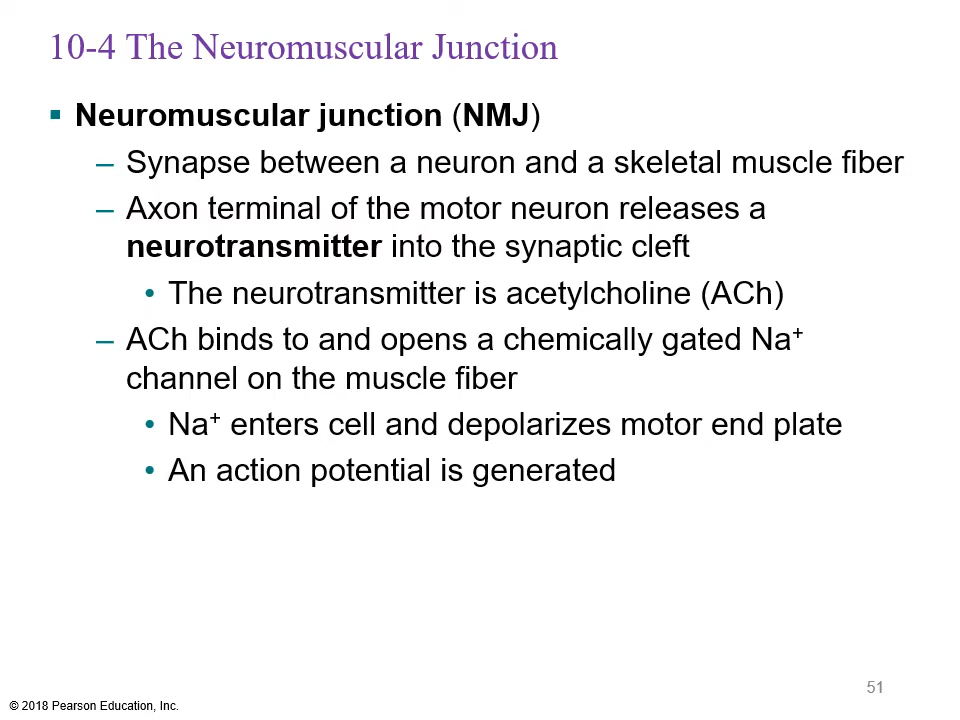 10-4 The Neuromuscular Junction
▪ Neuromuscular junction (NMJ)
– Synapse between a neuron and a skeletal muscle fiber
– Axon terminal of the motor neuron releases a
neurotransmitter into the synaptic cleft
• The neurotransmitter is acetylcholine (ACh)
– ACh binds to and opens a chemically gated Na⁺
channel on the muscle fiber
• Na⁺ enters cell and depolarizes motor end plate
• An action potential is generated
51
© 2018 Pearson Education, Inc.